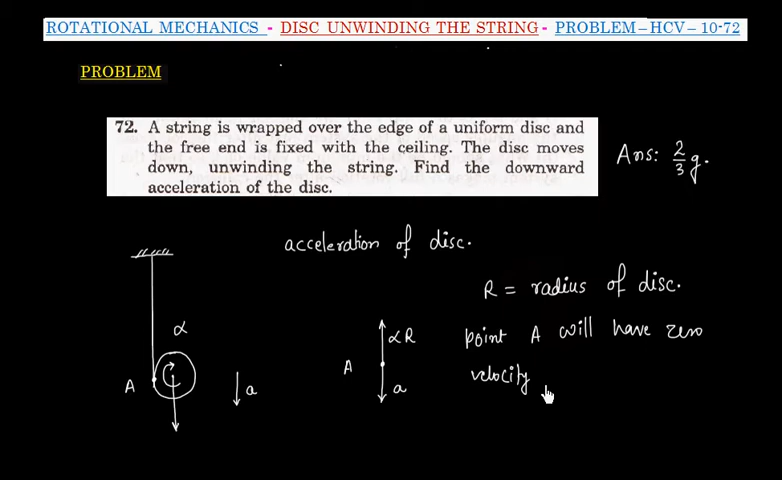 ROTATIONAL MECHANICS - DISC UNWINDING THE STRING - PROBLEM – HCV – 10-72
PROBLEM
72. A string is wrapped over the edge of a uniform disc and
the free end is fixed with the ceiling. The disc moves
down, unwinding the string. Find the downward
acceleration of the disc.
Ans: 2/3 g.
acceleration of disc.
R = radius of disc.
α
αR
point A will have zero
A
velocity
A
a
a